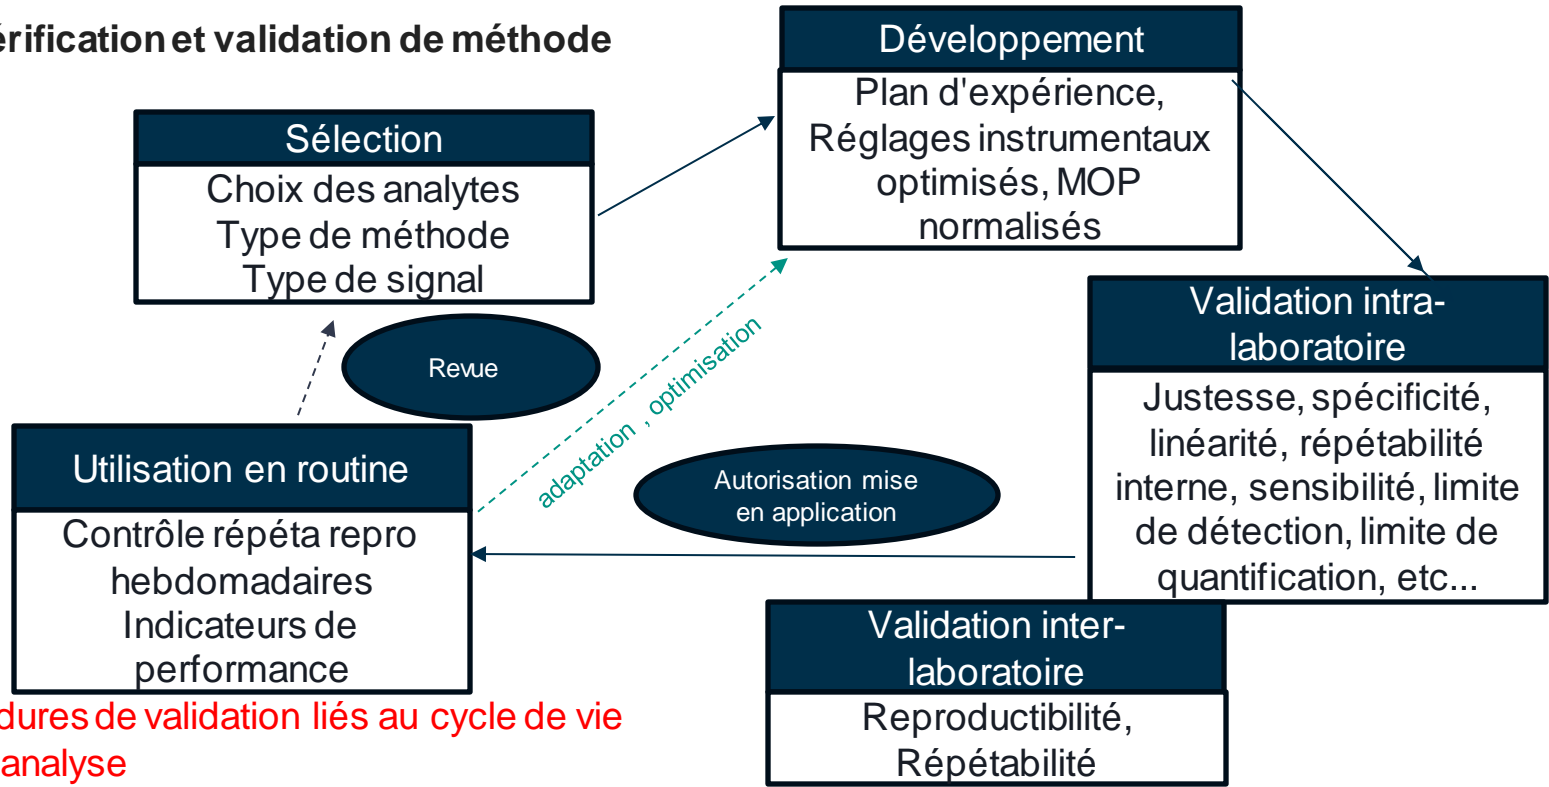 érification et validation de méthode
Développement
Plan d'expérience,
Réglages instrumentaux
optimisés, MOP
normalisés
Sélection
Choix des analytes
Type de méthode
Type de signal
Validation intra-
laboratoire
Justesse, spécificité,
linéarité, répétabilité
interne, sensibilité, limite
de détection, limite de
quantification, etc...
Revue
adaptation , optimisation
Autorisation mise
en application
Utilisation en routine
Contrôle répéta repro
hebdomadaires
Indicateurs de
performance
Validation inter-
laboratoire
Reproductibilité,
Répétabilité
dures de validation liés au cycle de vie
analyse